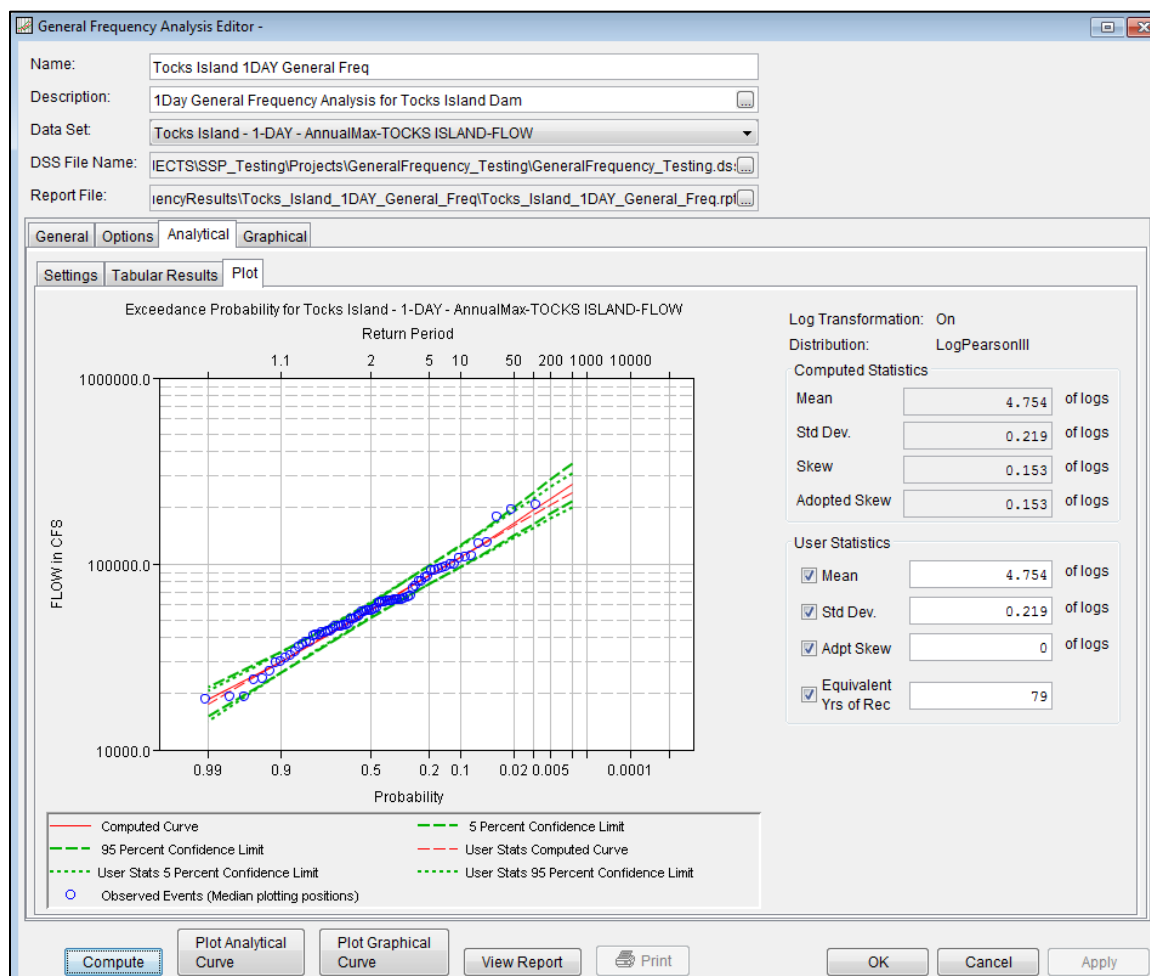 General Frequency Analysis Editor -
Name: Tocks Island 1DAY General Freq
Description: 1Day General Frequency Analysis for Tocks Island Dam ...
Data Set: Tocks Island - 1-DAY - AnnualMax-TOCKS ISLAND-FLOW
DSS File Name: IECTS\SSP_Testing\Projects\GeneralFrequency_Testing\GeneralFrequency_Testing.ds: ...
Report File: iencyResults\Tocks_Island_1DAY_General_Freq\Tocks_Island_1DAY_General_Freq.rpt ...
General Options Analytical Graphical
Settings Tabular Results Plot
Exceedance Probability for Tocks Island - 1-DAY - AnnualMax-TOCKS ISLAND-FLOW
Return Period
1.1 2 5 10 50 200 1000 10000
1000000.0
100000.0
10000.0
FLOW in CFS
0.99 0.9 0.5 0.2 0.1 0.02 0.005 0.0001
Probability
Computed Curve 5 Percent Confidence Limit
95 Percent Confidence Limit User Stats Computed Curve
User Stats 5 Percent Confidence Limit User Stats 95 Percent Confidence Limit
Observed Events (Median plotting positions)
Log Transformation: On
Distribution: LogPearsonIII
Computed Statistics
Mean 4.754 of logs
Std Dev. 0.219 of logs
Skew 0.153 of logs
Adopted Skew 0.153 of logs
User Statistics
Mean 4.754 of logs
Std Dev. 0.219 of logs
Adpt Skew 0 of logs
Equivalent
Yrs of Rec 79
Compute
Plot Analytical
Curve
Plot Graphical
Curve
View Report
Print
OK
Cancel
Apply